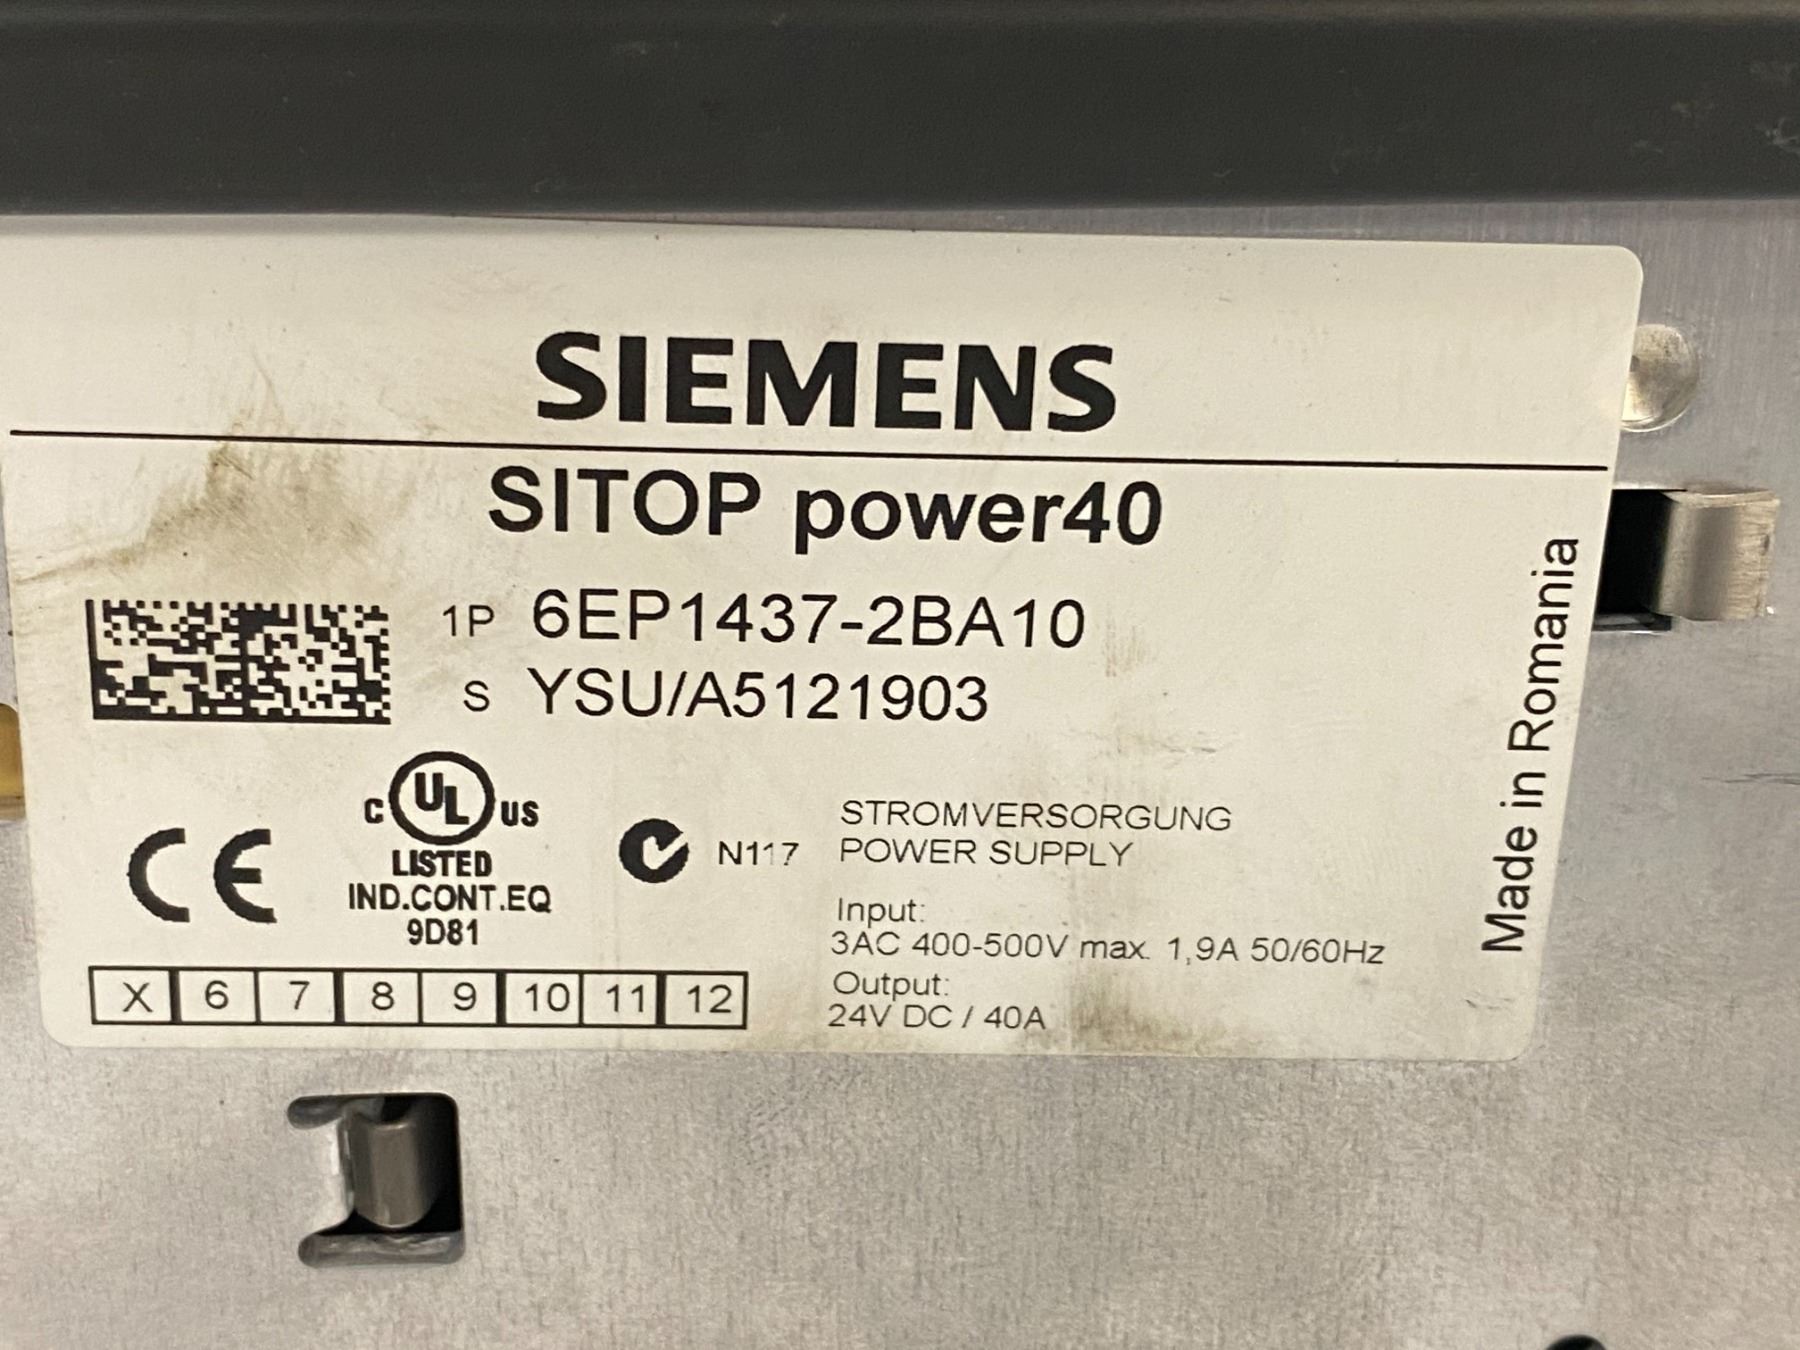 SIEMENS
SITOP power40
1P 6EP1437-2BA10
S YSU/A5121903
C UL US
LISTED
IND.CONT.EQ
9D81
CE
N117
STROMVERSORGUNG
POWER SUPPLY
Input:
3AC 400-500V max. 1,9A 50/60Hz
Output:
24V DC / 40A
X 6 7 8 9 10 11 12
Made in Romania